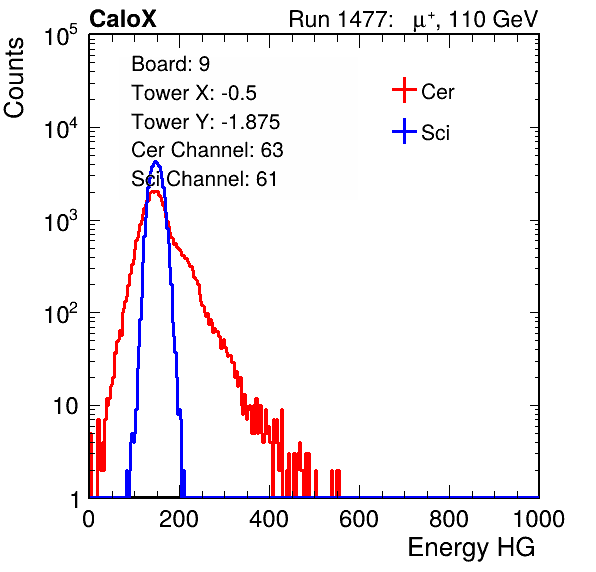 CaloX Run 1477: μ⁺, 110 GeV
Counts
10⁵
10⁴
10³
10²
10
1
Board: 9
Tower X: -0.5
Tower Y: -1.875
Cer Channel: 63
Sci Channel: 61
Cer
Sci
0 200 400 600 800 1000
Energy HG